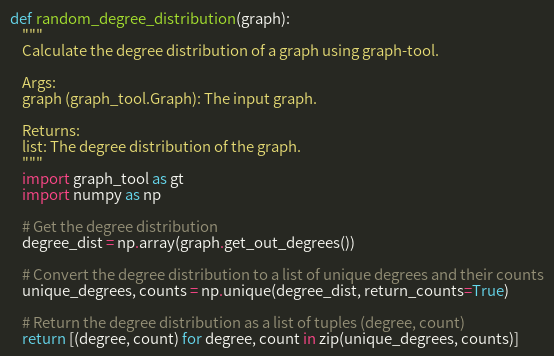 def random_degree_distribution(graph):
"""
Calculate the degree distribution of a graph using graph-tool.
Args:
graph (graph_tool.Graph): The input graph.
Returns:
list: The degree distribution of the graph.
"""
import graph_tool as gt
import numpy as np
# Get the degree distribution
degree_dist = np.array(graph.get_out_degrees())
# Convert the degree distribution to a list of unique degrees and their counts
unique_degrees, counts = np.unique(degree_dist, return_counts=True)
# Return the degree distribution as a list of tuples (degree, count)
return [(degree, count) for degree, count in zip(unique_degrees, counts)]